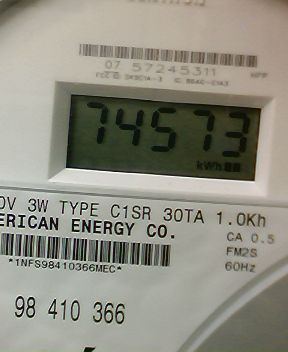 07 57245311
74573
kWh
0V 3W TYPE C1SR 30TA 1.0Kh
ERICAN ENERGY CO.
CA 0.5
FM2S
60Hz
*1NFS98410366MEC*
98 410 366